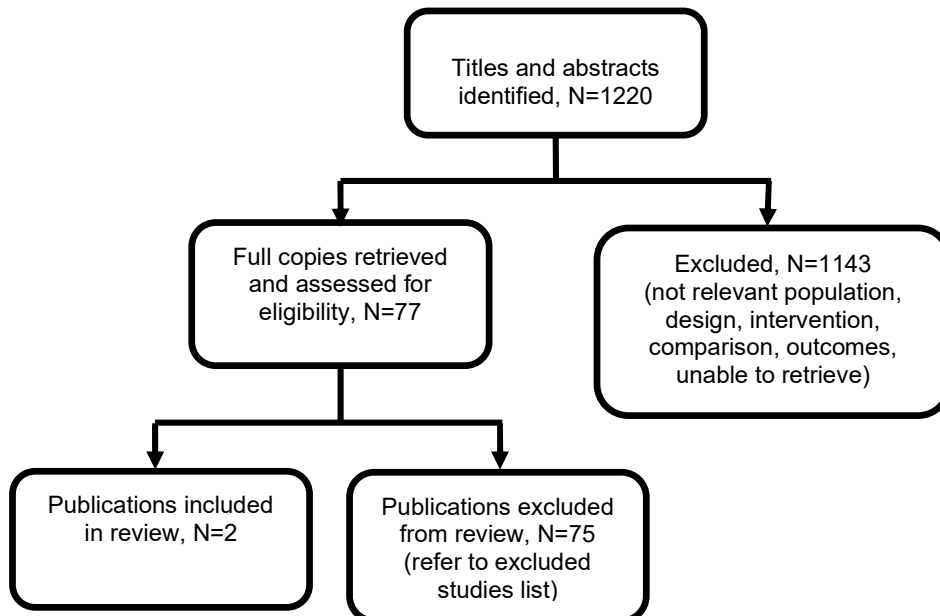 Titles and abstracts
identified, N=1220
Full copies retrieved
and assessed for
eligibility, N=77
Excluded, N=1143
(not relevant population,
design, intervention,
comparison, outcomes,
unable to retrieve)
Publications included
in review, N=2
Publications excluded
from review, N=75
(refer to excluded
studies list)